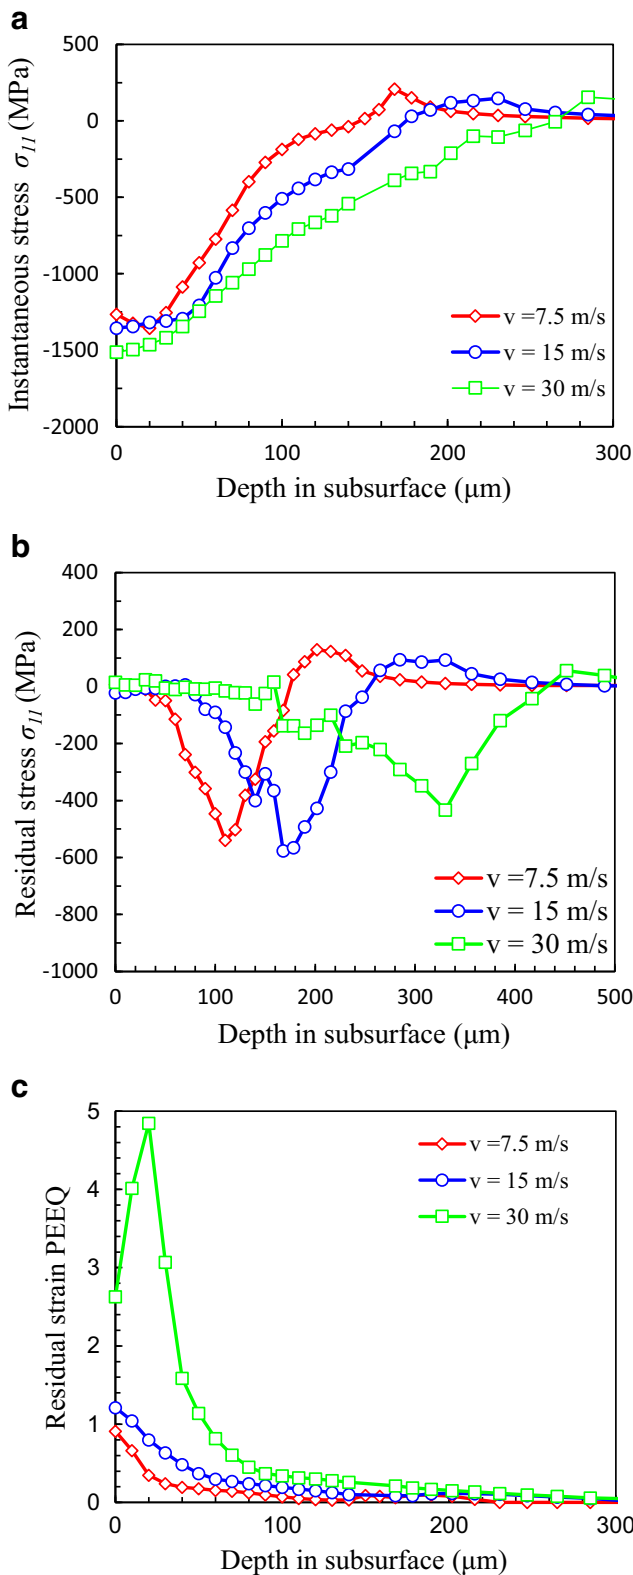 a
500
0
-500
-1000
-1500
-2000
Instantaneous stress σ11 (MPa)
v =7.5 m/s
v = 15 m/s
v = 30 m/s
0
100
200
300
Depth in subsurface (μm)
b
400
200
0
-200
-400
-600
-800
-1000
Residual stress σ11 (MPa)
v =7.5 m/s
v = 15 m/s
v = 30 m/s
0
100
200
300
400
500
Depth in subsurface (μm)
c
5
4
3
2
1
0
Residual strain PEEQ
v =7.5 m/s
v = 15 m/s
v = 30 m/s
0
100
200
300
Depth in subsurface (μm)